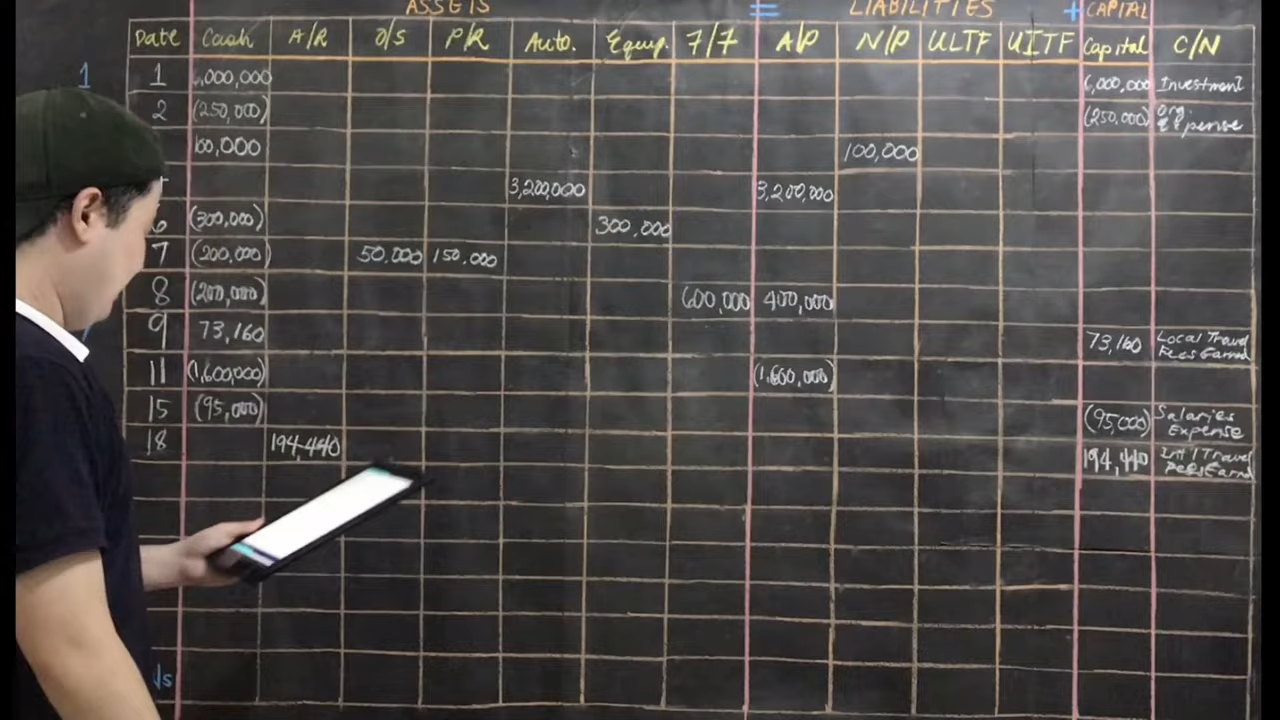 ASSETS = LIABILITIES + CAPITAL
Date Cash A/R O/S P/R Auto. Equip. F/F A/P N/P ULTF UITF Capital C/N
1
1 ,000,000 6,000,000 Investment
2 (250,000) (250,000) Org. Expense
100,000 100,000
3,200,000 3,200,000
6 (300,000) 300,000
7 (200,000) 50,000 150,000
8 (200,000) 600,000 400,000
9 73,160 73,160 Local Travel Fees Earned
11 (1,600,000) (1,600,000)
15 (95,000) (95,000) Salaries Expense
18 194,440 194,440 Int'l Travel Fees Earned